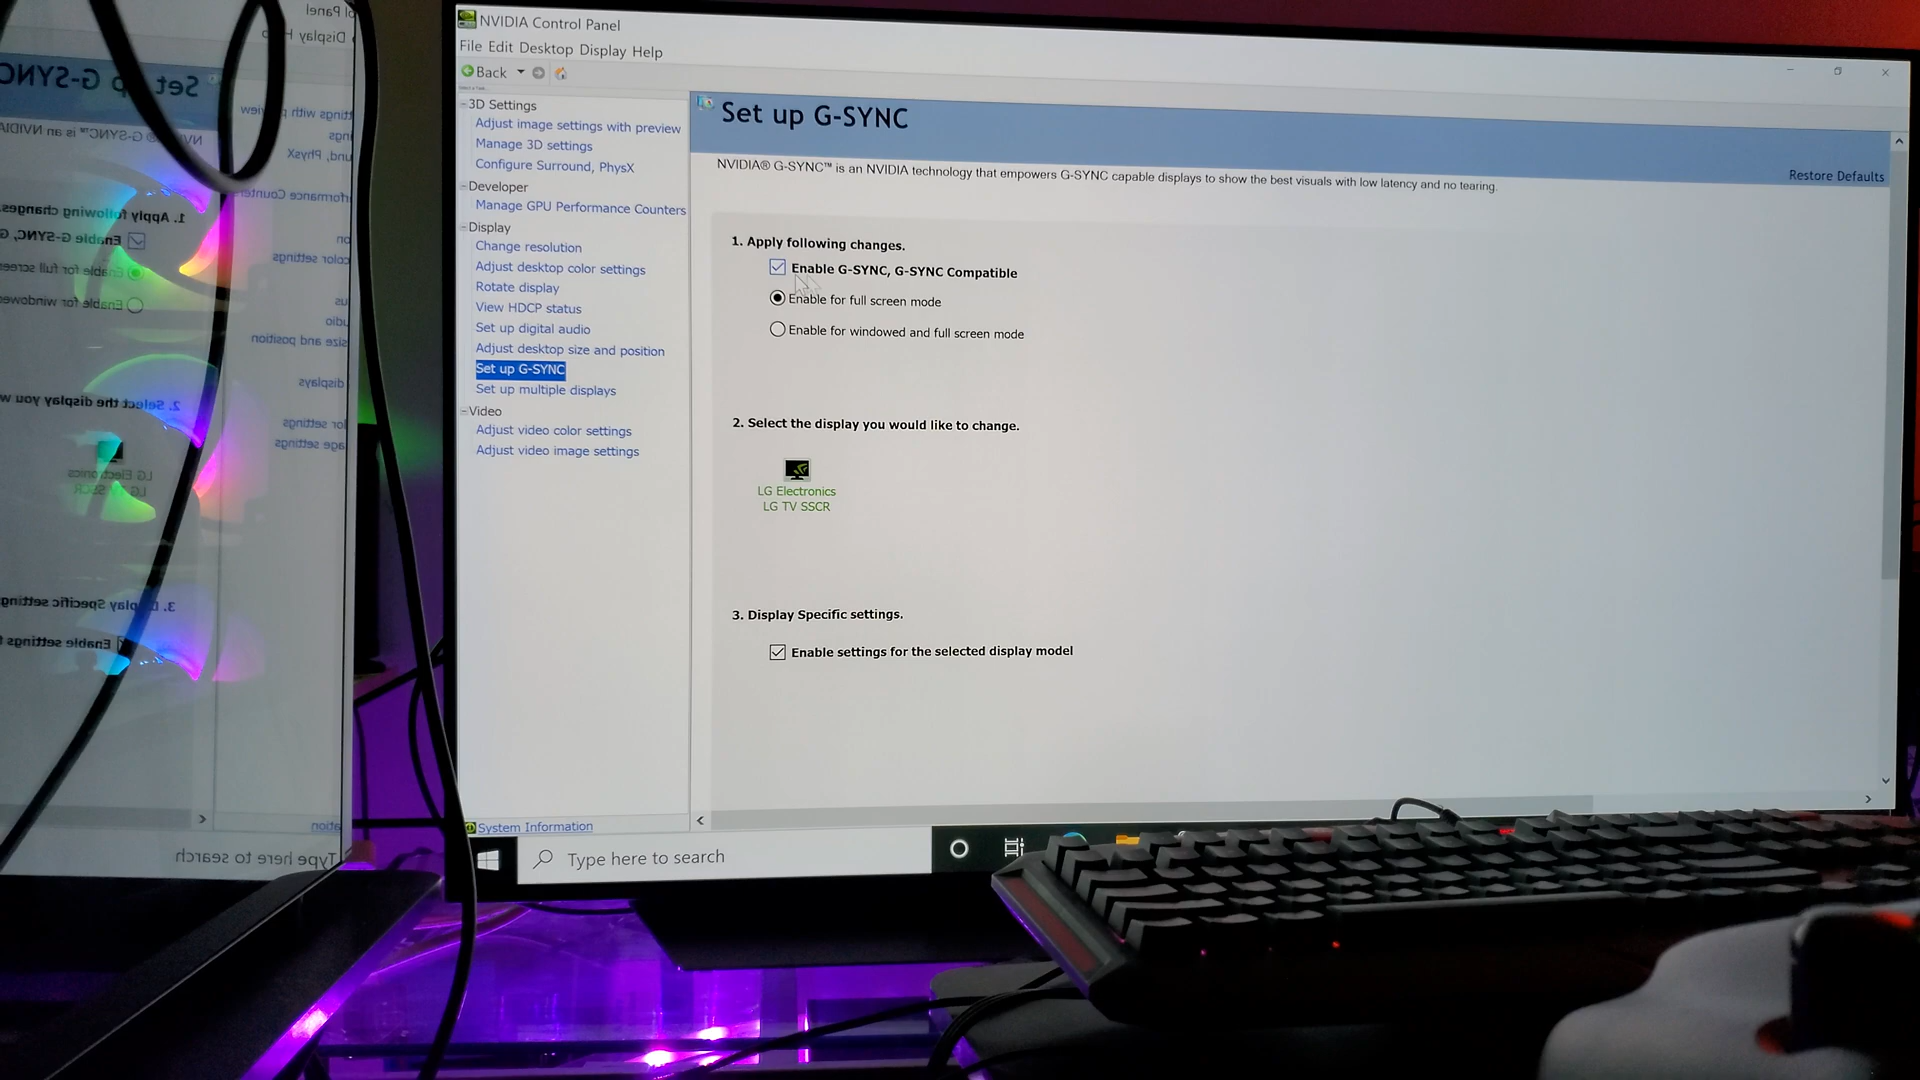 NVIDIA Control Panel
File Edit Desktop Display Help
Back
3D Settings
Adjust image settings with preview
Manage 3D settings
Configure Surround, PhysX
Developer
Manage GPU Performance Counters
Display
Change resolution
Adjust desktop color settings
Rotate display
View HDCP status
Set up digital audio
Adjust desktop size and position
Set up G-SYNC
Set up multiple displays
Video
Adjust video color settings
Adjust video image settings
System Information
Set up G-SYNC
NVIDIA® G-SYNC™ is an NVIDIA technology that empowers G-SYNC capable displays to show the best visuals with low latency and no tearing.
Restore Defaults
1. Apply following changes.
Enable G-SYNC, G-SYNC Compatible
Enable for full screen mode
Enable for windowed and full screen mode
2. Select the display you would like to change.
LG Electronics
LG TV SSCR
3. Display Specific settings.
Enable settings for the selected display model
Type here to search